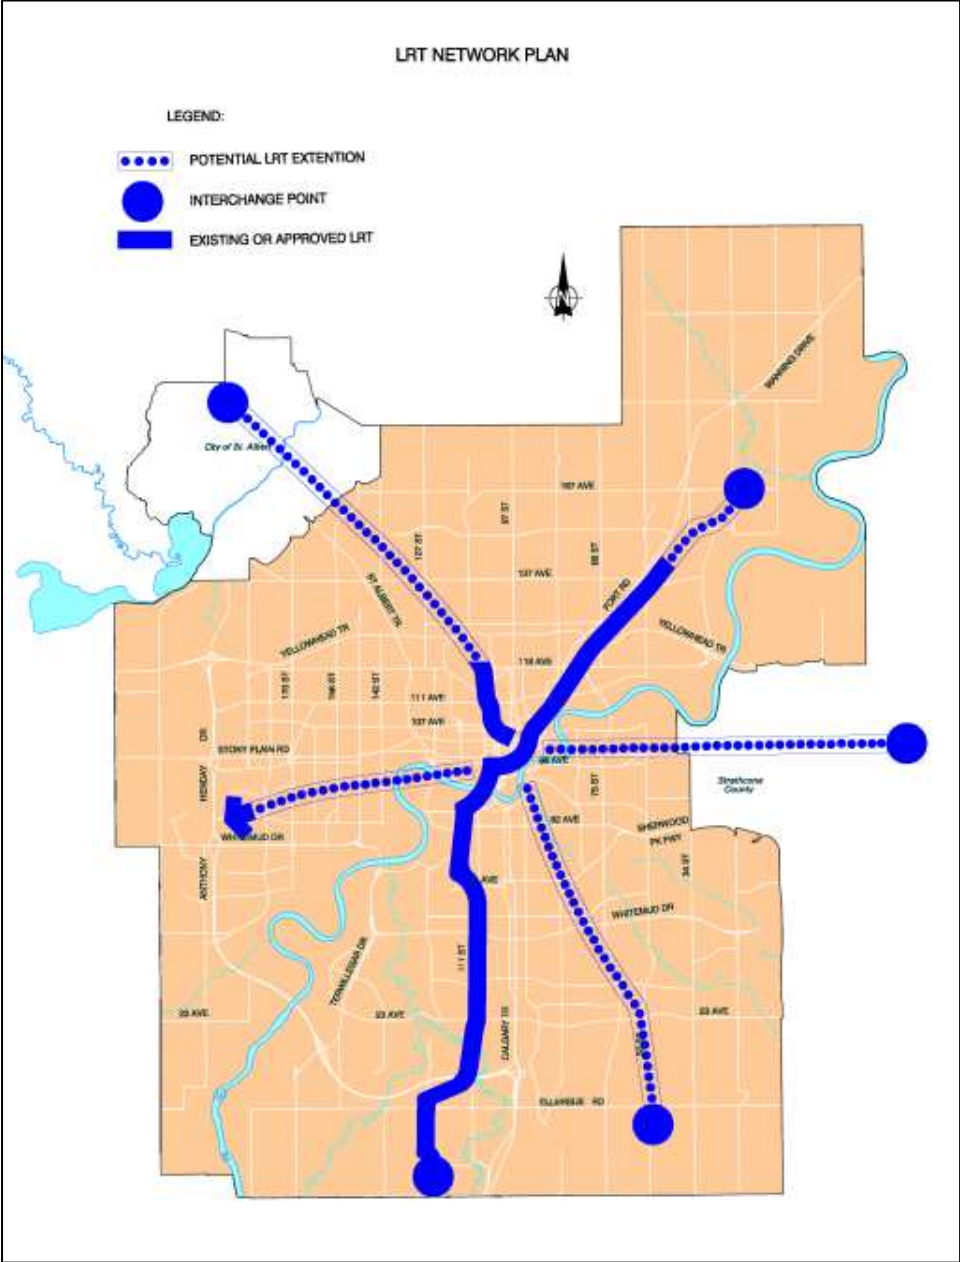 LRT NETWORK PLAN
LEGEND:
POTENTIAL LRT EXTENTION
INTERCHANGE POINT
EXISTING OR APPROVED LRT
N
MANNING DRIVE
City of St. Albert
167 AVE
97 ST
127 ST
137 AVE
FORT RD
ST ALBERT TR
YELLOWHEAD TR
YELLOWHEAD TR
118 AVE
170 ST
156 ST
142 ST
111 AVE
107 AVE
STONY PLAIN RD
98 AVE
75 ST
Strathcona
County
ANTHONY HENDAY DR
WHITEMUD DR
82 AVE
SHERWOOD
PK PWY
34 ST
AVE
WHITEMUD DR
111 ST
TERWILLEGAR DR
23 AVE
23 AVE
CALGARY TR
ELLERSLIE RD